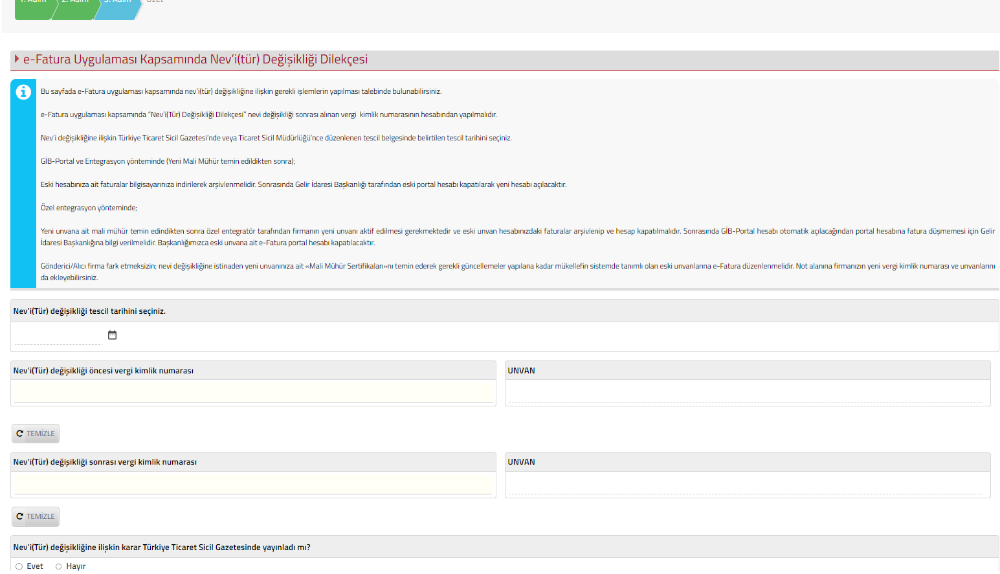 1. Adım 2. Adım 3. Adım Özet
e-Fatura Uygulaması Kapsamında Nev’i(tür) Değişikliği Dilekçesi
Bu sayfada e-Fatura uygulaması kapsamında nev’i(tür) değişikliğine ilişkin gerekli işlemlerin yapılması talebinde bulunabilirsiniz.
e-Fatura uygulaması kapsamında “Nev’i(Tür) Değişikliği Dilekçesi” nevi değişikliği sonrası alınan vergi kimlik numarasının hesabından yapılmalıdır.
Nev’i değişikliğine ilişkin Türkiye Ticaret Sicil Gazetesi’nde veya Ticaret Sicil Müdürlüğü’nce düzenlenen tescil belgesinde belirtilen tescil tarihini seçiniz.
GİB-Portal ve Entegrasyon yönteminde (Yeni Mali Mühür temin edildikten sonra);
Eski hesabınıza ait faturalar bilgisayarınıza indirilerek arşivlenmelidir. Sonrasında Gelir İdaresi Başkanlığı tarafından eski portal hesabı kapatılarak yeni hesabı açılacaktır.
Özel entegrasyon yönteminde;
Yeni unvana ait mali mühür temin edindikten sonra özel entegratör tarafından firmanın yeni unvanı aktif edilmesi gerekmektedir ve eski unvan hesabınızdaki faturalar arşivlenip ve hesap kapatılmalıdır. Sonrasında GİB-Portal hesabı otomatik açılacağından portal hesabına fatura düşmemesi için Gelir
İdaresi Başkanlığına bilgi verilmelidir. Başkanlığımızca eski unvana ait e-Fatura portal hesabı kapatılacaktır.
Gönderici/Alıcı firma fark etmeksizin; nevi değişikliğine istinaden yeni unvanınıza ait «Mali Mühür Sertifikaları»nı temin ederek gerekli güncellemeler yapılana kadar mükellefin sistemde tanımlı olan eski unvanlarına e-Fatura düzenlenmelidir. Not alanına firmanızın yeni vergi kimlik numarası ve unvanlarını
da ekleyebilirsiniz.
Nev’i(Tür) değişikliği tescil tarihini seçiniz.
Nev’i(Tür) değişikliği öncesi vergi kimlik numarası
UNVAN
TEMİZLE
Nev’i(Tür) değişikliği sonrası vergi kimlik numarası
UNVAN
TEMİZLE
Nev’i(Tür) değişikliğine ilişkin karar Türkiye Ticaret Sicil Gazetesinde yayınladı mı?
Evet Hayır